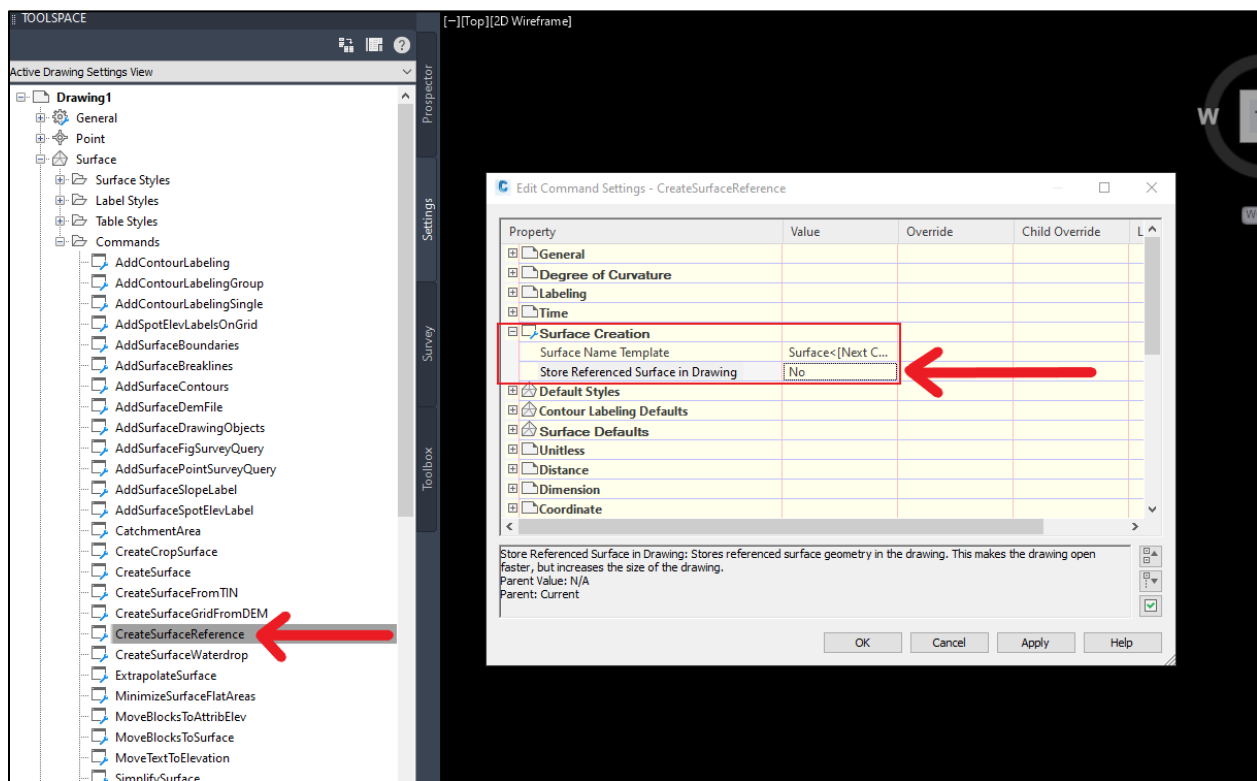 TOOLSPACE
Active Drawing Settings View
Drawing1
General
Point
Surface
Surface Styles
Label Styles
Table Styles
Commands
AddContourLabeling
AddContourLabelingGroup
AddContourLabelingSingle
AddSpotElevLabelsOnGrid
AddSurfaceBoundaries
AddSurfaceBreaklines
AddSurfaceContours
AddSurfaceDemFile
AddSurfaceDrawingObjects
AddSurfaceFigSurveyQuery
AddSurfacePointSurveyQuery
AddSurfaceSlopeLabel
AddSurfaceSpotElevLabel
CatchmentArea
CreateCropSurface
CreateSurface
CreateSurfaceFromTIN
CreateSurfaceGridFromDEM
CreateSurfaceReference
CreateSurfaceWaterdrop
ExtrapolateSurface
MinimizeSurfaceFlatAreas
MoveBlocksToAttribElev
MoveBlocksToSurface
MoveTextToElevation
SimplifySurface
Prospector
Settings
Survey
Toolbox
[−][Top][2D Wireframe]
W
W
Edit Command Settings - CreateSurfaceReference
Property Value Override Child Override L
General
Degree of Curvature
Labeling
Time
Surface Creation
Surface Name Template Surface<[Next C...
Store Referenced Surface in Drawing No
Default Styles
Contour Labeling Defaults
Surface Defaults
Unitless
Distance
Dimension
Coordinate
Store Referenced Surface in Drawing: Stores referenced surface geometry in the drawing. This makes the drawing open
faster, but increases the size of the drawing.
Parent Value: N/A
Parent: Current
OK Cancel Apply Help